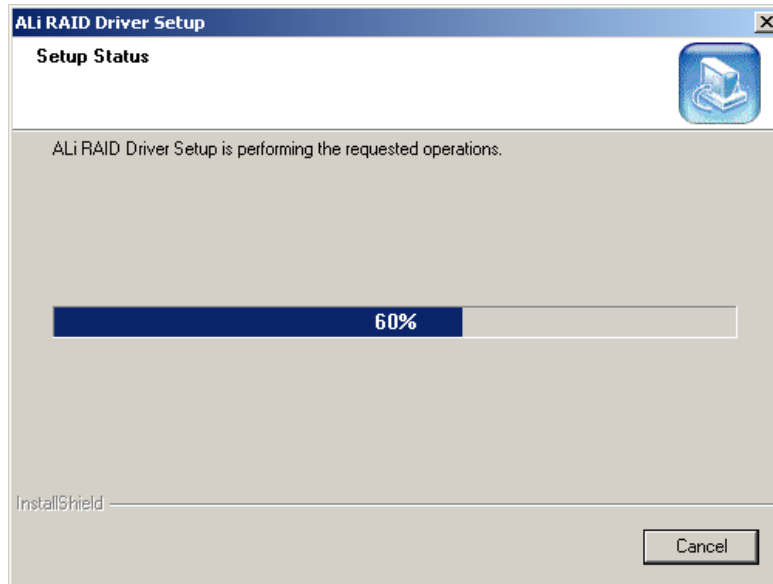 ALi RAID Driver Setup
Setup Status
ALi RAID Driver Setup is performing the requested operations.
60%
InstallShield
Cancel